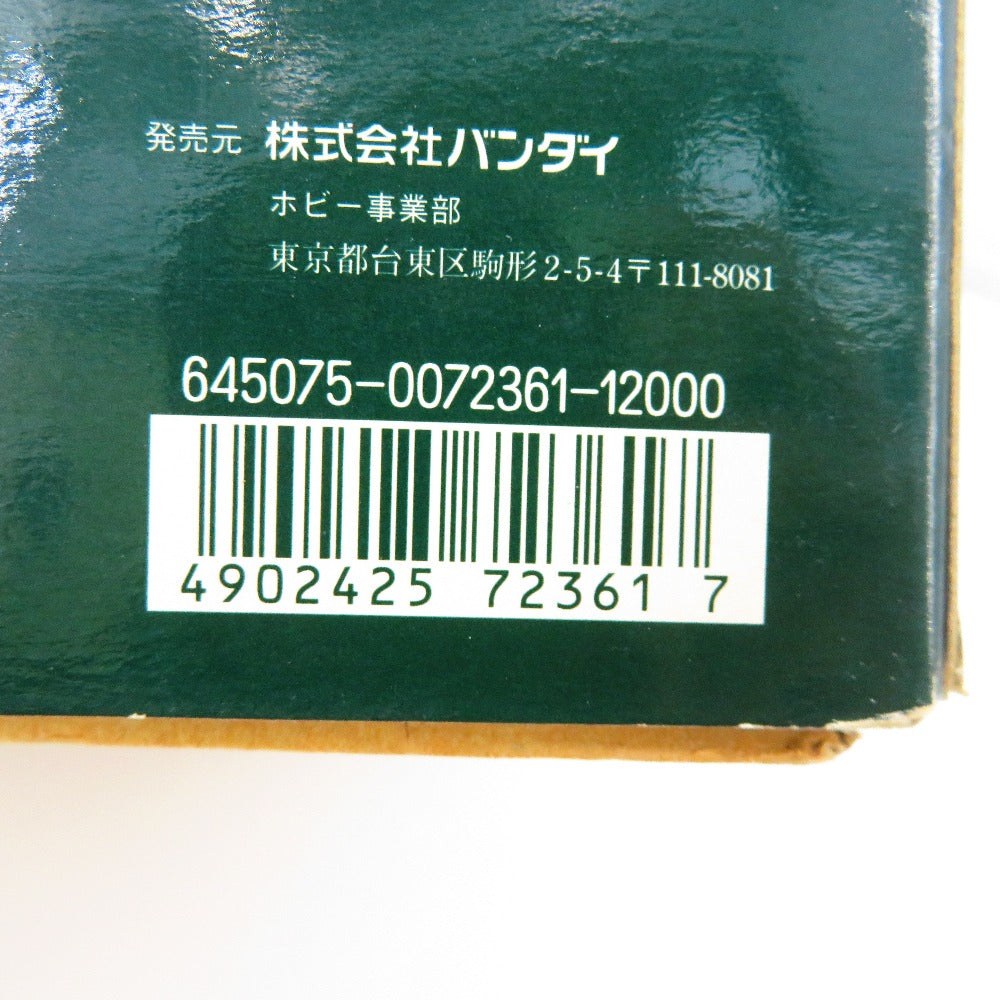 発売元 株式会社バンダイ
ホビー事業部
東京都台東区駒形2-5-4〒111-8081
645075-0072361-12000
4902425 72361 7